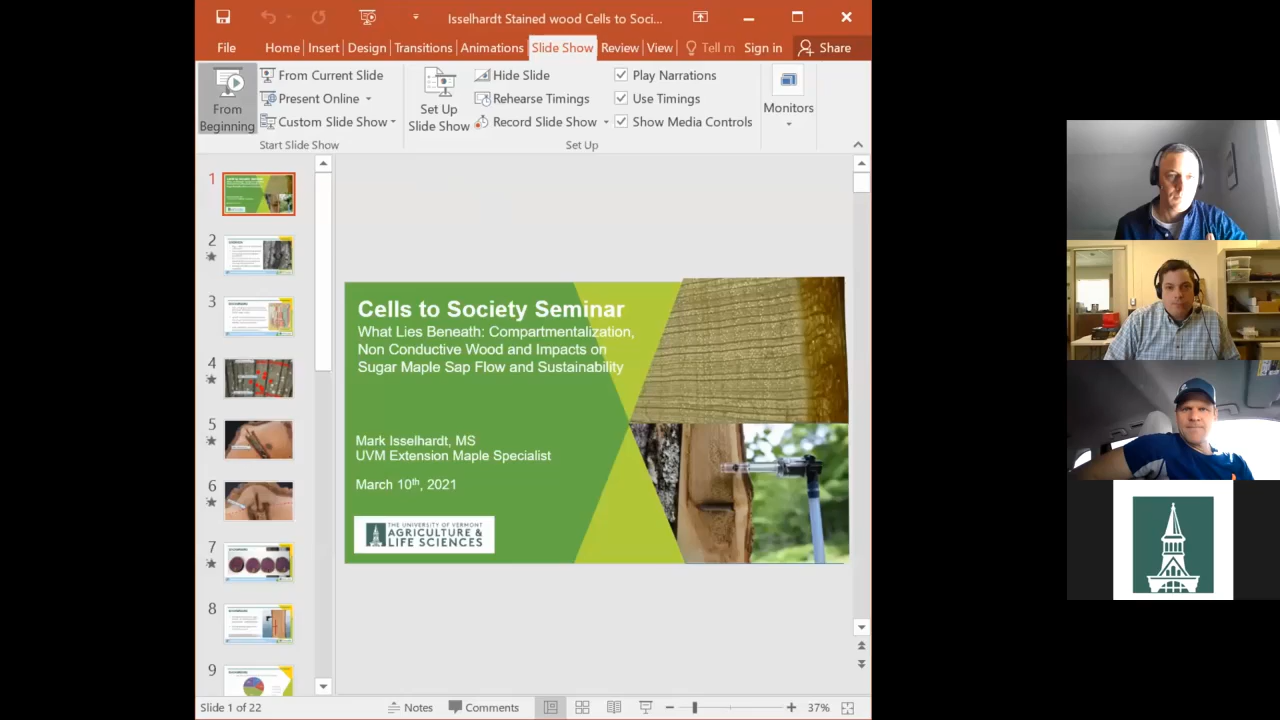 Isselhardt Stained wood Cells to Soci...
File Home Insert Design Transitions Animations Slide Show Review View Tell m Sign in Share
From Beginning
From Current Slide
Present Online
Custom Slide Show
Start Slide Show
Set Up Slide Show
Hide Slide
Rehearse Timings
Record Slide Show
Play Narrations
Use Timings
Show Media Controls
Set Up
Monitors
1
2
3
4
5
6
7
8
9
Cells to Society Seminar
What Lies Beneath: Compartmentalization,
Non Conductive Wood and Impacts on
Sugar Maple Sap Flow and Sustainability
Mark Isselhardt, MS
UVM Extension Maple Specialist
March 10th, 2021
THE UNIVERSITY OF VERMONT
AGRICULTURE &
LIFE SCIENCES
Slide 1 of 22 Notes Comments 37%